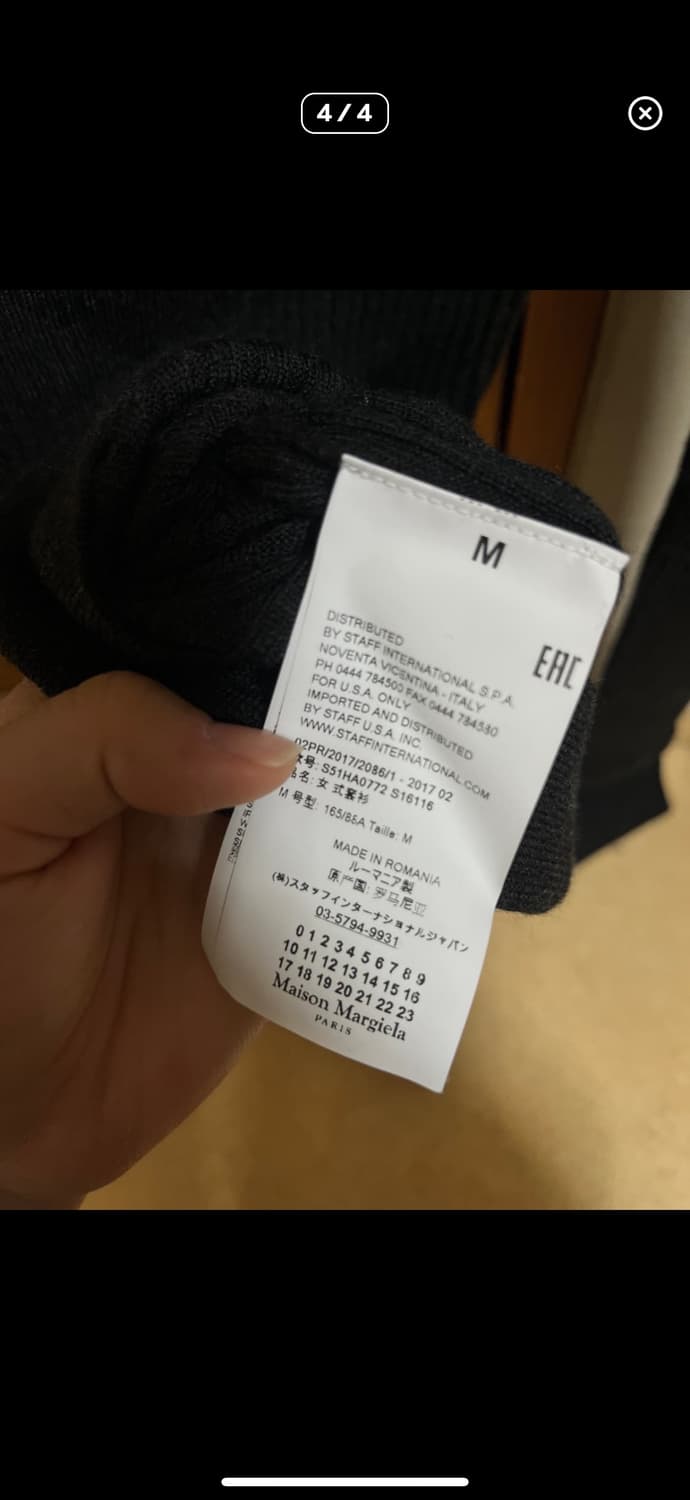 4/4
M
EAC
DISTRIBUTED
BY STAFF INTERNATIONAL S.P.A.
NOVENTA VICENTINA - ITALY
PH 0444 784500 FAX 0444 784530
FOR U.S.A. ONLY
IMPORTED AND DISTRIBUTED
BY STAFF U.S.A. INC.
WWW.STAFFINTERNATIONAL.COM
02PR/2017/2086/1 - 2017 02
号: S51HA0772 S16116
名: 女 式套衫
M 号型: 165/88A Taille: M
MADE IN ROMANIA
ルーマニア製
原产国: 罗马尼亚
(株)スタッフインターナショナルジャパン
03-5794-9931
0 1 2 3 4 5 6 7 8 9
10 11 12 13 14 15 16
17 18 19 20 21 22 23
Maison Margiela
PARIS